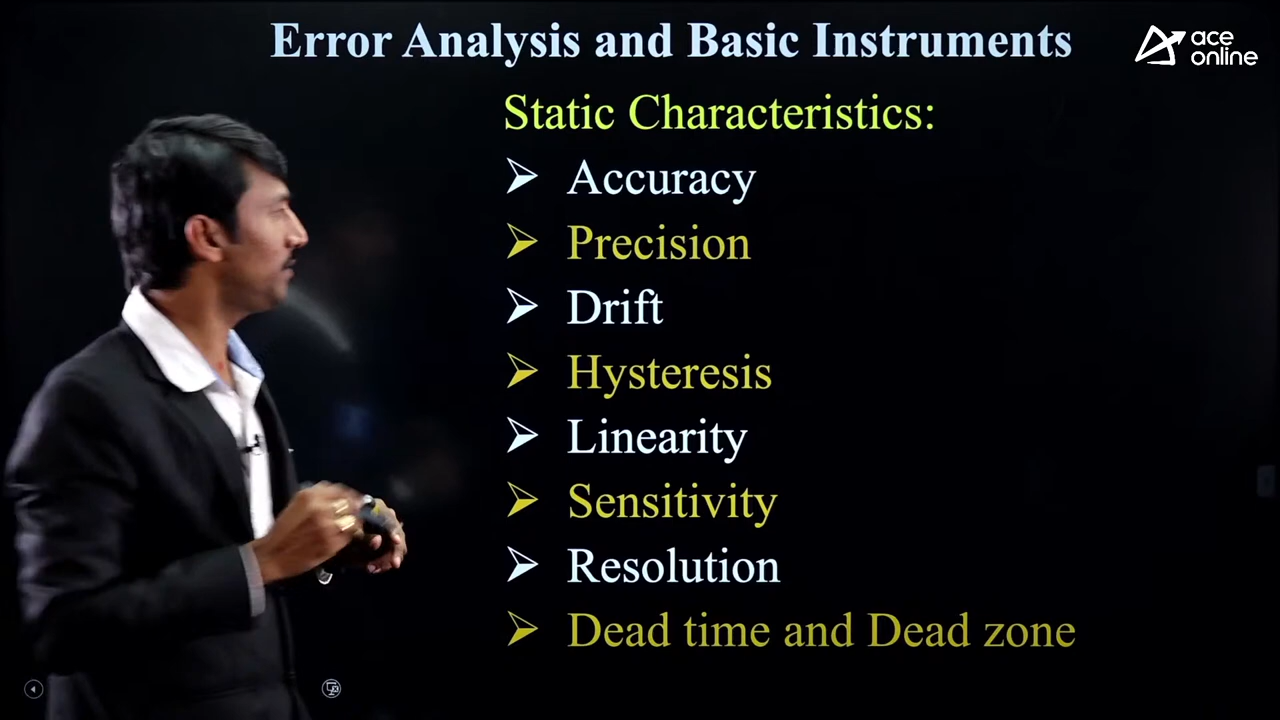 Error Analysis and Basic Instruments
ace
online
Static Characteristics:
Accuracy
Precision
Drift
Hysteresis
Linearity
Sensitivity
Resolution
Dead time and Dead zone